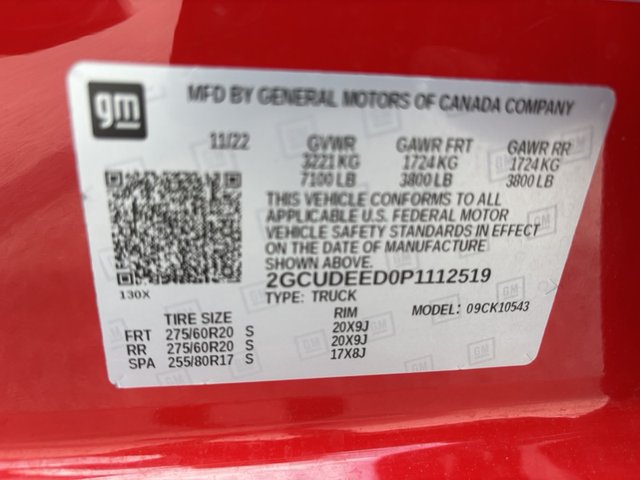 gm
MFD BY GENERAL MOTORS OF CANADA COMPANY
11/22 GVWR GAWR FRT GAWR RR
3221 KG 1724 KG 1724 KG
7100 LB 3800 LB 3800 LB
THIS VEHICLE CONFORMS TO ALL
APPLICABLE U.S. FEDERAL MOTOR
VEHICLE SAFETY STANDARDS IN EFFECT
ON THE DATE OF MANUFACTURE
SHOWN ABOVE.
2GCUDEED0P1112519
130X TYPE: TRUCK MODEL: 09CK10543
TIRE SIZE RIM
FRT 275/60R20 S 20X9J
RR 275/60R20 S 20X9J
SPA 255/80R17 S 17X8J